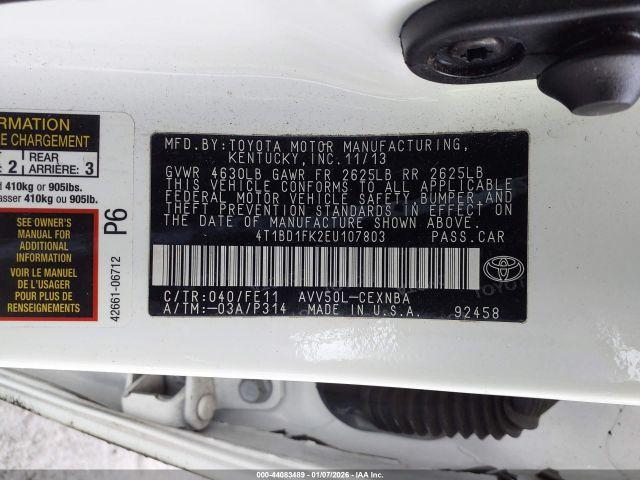 RMATION
E CHARGEMENT
2 REAR ARRIÈRE: 3
d 410kg or 905lbs.
asser 410kg ou 905lb.
SEE OWNER'S
MANUAL FOR
ADDITIONAL
INFORMATION
VOIR LE MANUEL
DE
L'USAGER POUR
PLUS DE
RENSEIGNEMENTS
P6
42661-06712
MFD.BY:TOYOTA MOTOR MANUFACTURING,
KENTUCKY,INC.11/13
GVWR 4630LB GAWR FR 2625LB RR 2625LB
THIS VEHICLE CONFORMS TO ALL APPLICABLE
FEDERAL MOTOR VEHICLE SAFETY,BUMPER,AND
THEFT PREVENTION STANDARDS IN EFFECT
ON THE DATE OF MANUFACTURE SHOWN ABOVE.
4T1BD1FK2EU107803 PASS.CAR
C/TR:040/FE11 AVV50L-CEXNBA
A/TM:-03A/P314 MADE IN U.S.A. 92458
TOYOTA
000-44083489 - 01/07/2026 - IAAI